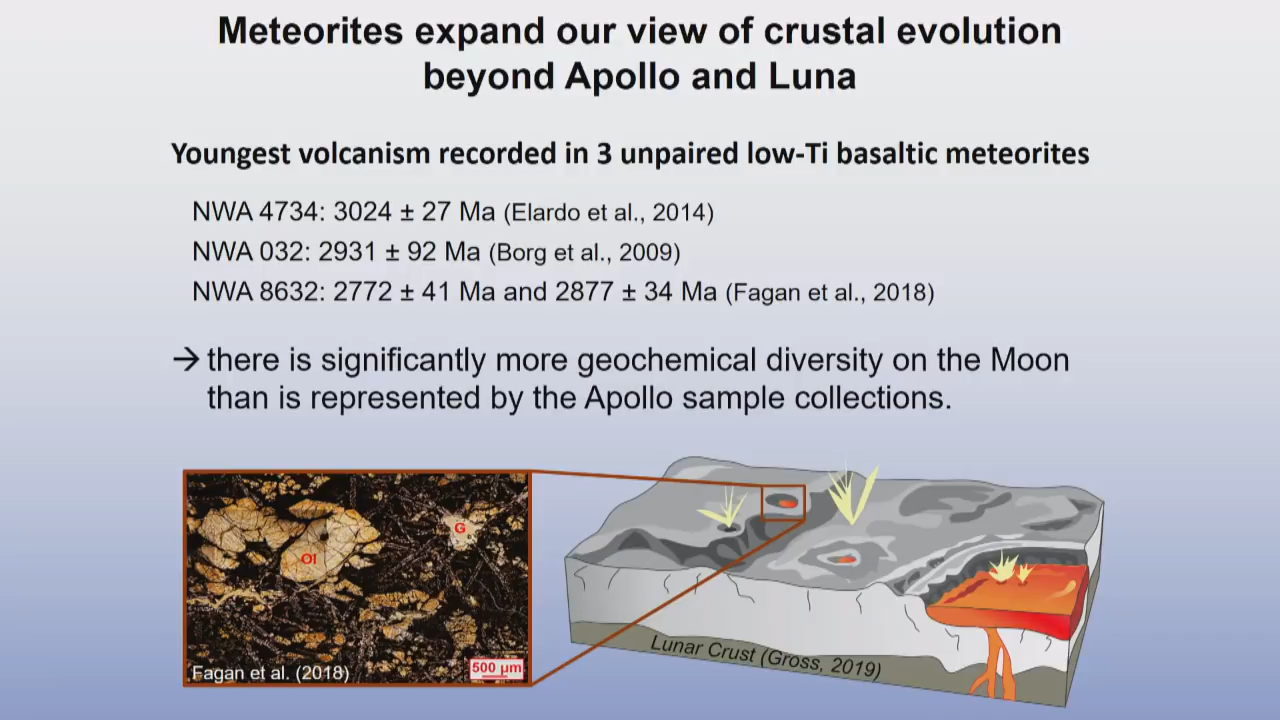 Meteorites expand our view of crustal evolution
beyond Apollo and Luna
Youngest volcanism recorded in 3 unpaired low-Ti basaltic meteorites
NWA 4734: 3024 ± 27 Ma (Elardo et al., 2014)
NWA 032: 2931 ± 92 Ma (Borg et al., 2009)
NWA 8632: 2772 ± 41 Ma and 2877 ± 34 Ma (Fagan et al., 2018)
→ there is significantly more geochemical diversity on the Moon
than is represented by the Apollo sample collections.
G
Ol
Fagan et al. (2018)
500 µm
Lunar Crust (Gross, 2019)